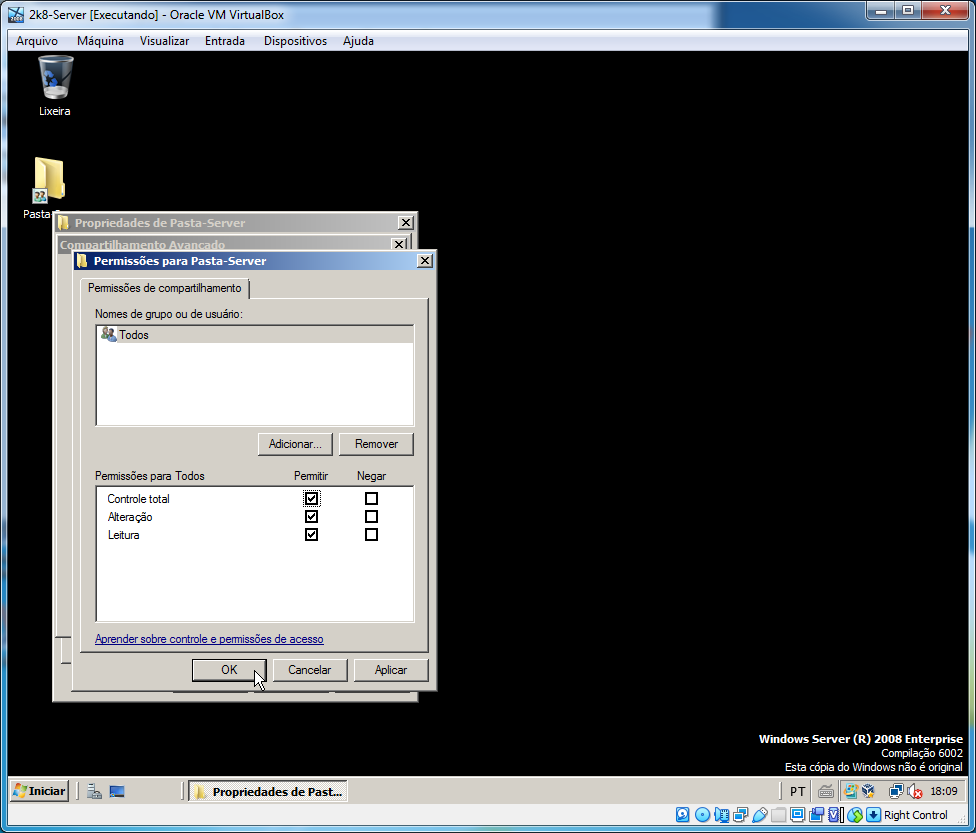 2k8-Server [Executando] - Oracle VM VirtualBox
Arquivo Máquina Visualizar Entrada Dispositivos Ajuda
Lixeira
Propriedades de Pasta-Server
Compartilhamento Avançado
Permissões para Pasta-Server
Permissões de compartilhamento
Nomes de grupo ou de usuário:
Todos
Adicionar... Remover
Permissões para Todos Permitir Negar
Controle total
Alteração
Leitura
Aprender sobre controle e permissões de acesso
OK Cancelar Aplicar
Windows Server (R) 2008 Enterprise
Compilação 6002
Esta cópia do Windows não é original
Iniciar Propriedades de Past... PT 18:09
Right Control